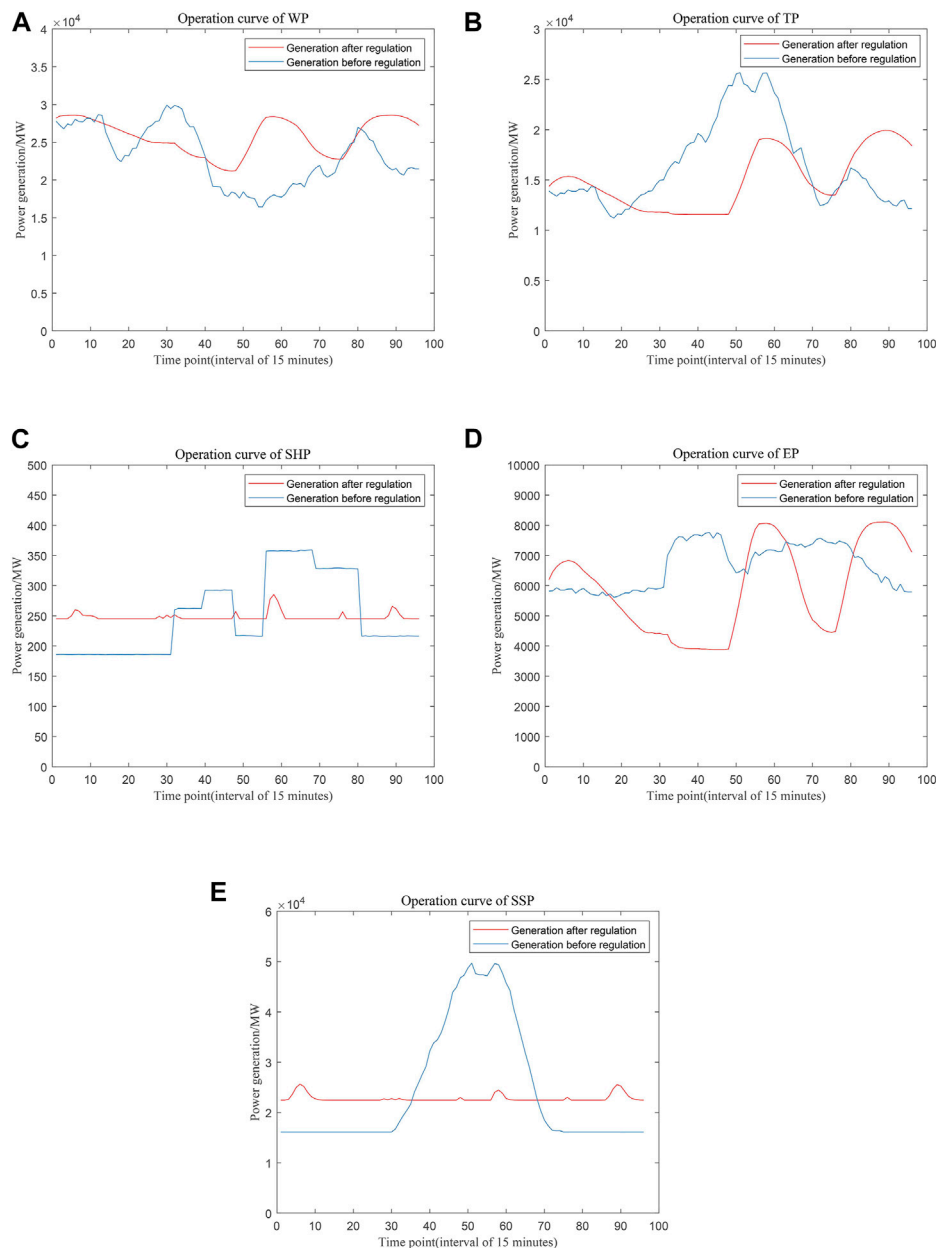 A
Operation curve of WP
×10⁴
Generation after regulation
Generation before regulation
4
3.5
3
2.5
2
1.5
1
0.5
0
Power generation/MW
0 10 20 30 40 50 60 70 80 90 100
Time point(interval of 15 minutes)
B
Operation curve of TP
×10⁴
Generation after regulation
Generation before regulation
3
2.5
2
1.5
1
0.5
0
Power generation/MW
0 10 20 30 40 50 60 70 80 90 100
Time point(interval of 15 minutes)
C
Operation curve of SHP
Generation after regulation
Generation before regulation
500
450
400
350
300
250
200
150
100
50
0
Power generation/MW
0 10 20 30 40 50 60 70 80 90 100
Time point(interval of 15 minutes)
D
Operation curve of EP
Generation after regulation
Generation before regulation
10000
9000
8000
7000
6000
5000
4000
3000
2000
1000
0
Power generation/MW
0 10 20 30 40 50 60 70 80 90 100
Time point(interval of 15 minutes)
E
Operation curve of SSP
×10⁴
Generation after regulation
Generation before regulation
6
5
4
3
2
1
0
Power generation/MW
0 10 20 30 40 50 60 70 80 90 100
Time point(interval of 15 minutes)